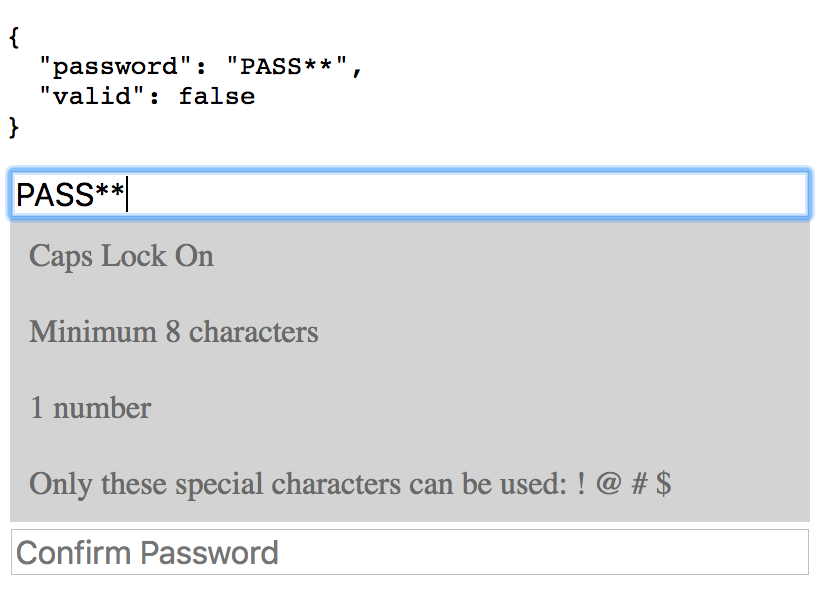 {
  "password": "PASS**",
  "valid": false
}
PASS**
Caps Lock On
Minimum 8 characters
1 number
Only these special characters can be used: ! @ # $
Confirm Password